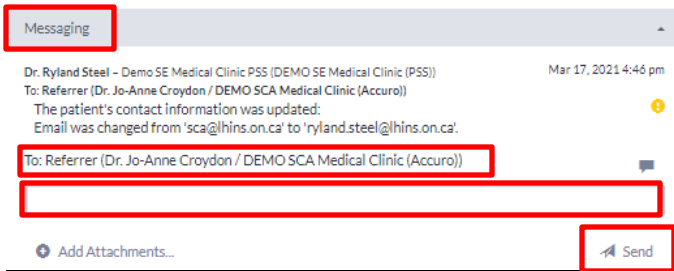 Messaging
Dr. Ryland Steel – Demo SE Medical Clinic PSS (DEMO SE Medical Clinic (PSS)) Mar 17, 2021 4:46 pm
To: Referrer (Dr. Jo-Anne Croydon / DEMO SCA Medical Clinic (Accuro))
The patient's contact information was updated:
Email was changed from 'sca@lhins.on.ca' to 'ryland.steel@lhins.on.ca'.
To: Referrer (Dr. Jo-Anne Croydon / DEMO SCA Medical Clinic (Accuro))
Add Attachments... Send